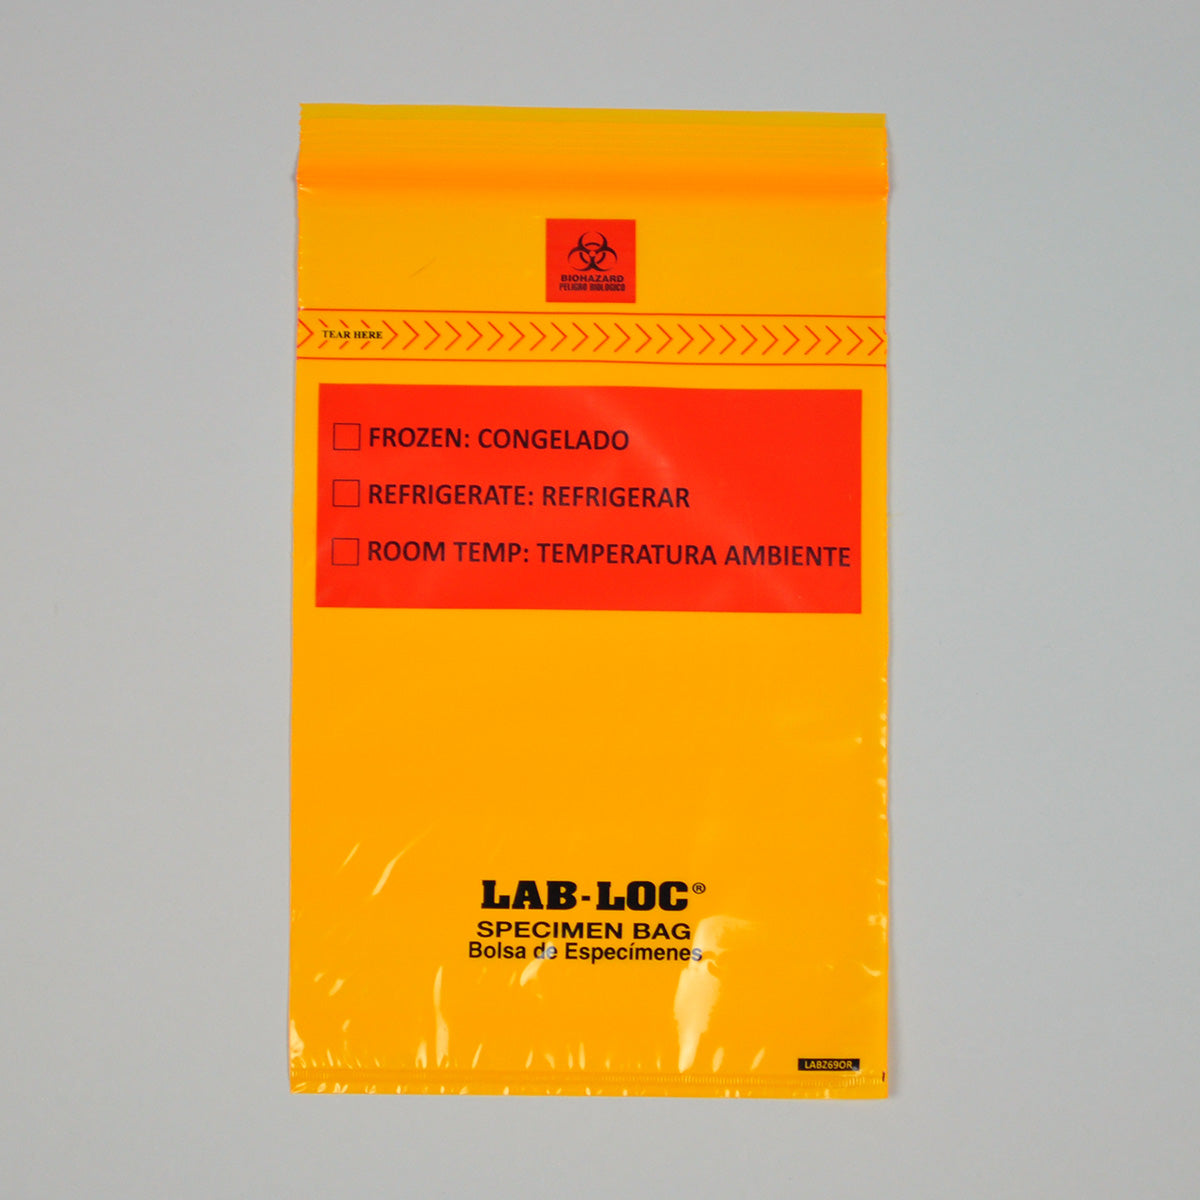 BIOHAZARD
PELIGRO BIOLOGICO
TEAR HERE
FROZEN: CONGELADO
REFRIGERATE: REFRIGERAR
ROOM TEMP: TEMPERATURA AMBIENTE
LAB-LOC®
SPECIMEN BAG
Bolsa de Especímenes
LABZ69OR